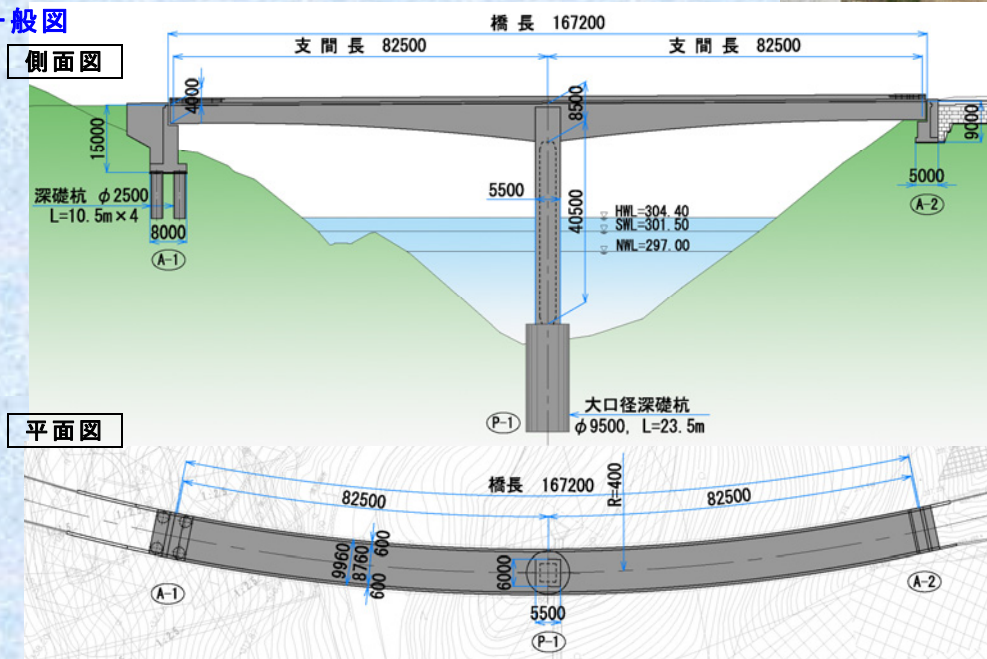 般図
側面図
橋長 167200
支間長 82500
支間長 82500
4000
8500
15000
9000
深礎杭 φ2500
L=10.5m×4
8000
A-1
5500
40500
HWL=304.40
SWL=301.50
NWL=297.00
5000
A-2
P-1
大口径深礎杭
φ9500, L=23.5m
平面図
橋長 167200
82500
82500
R=400
9960
8760
600
600
6000
5500
A-1
P-1
A-2